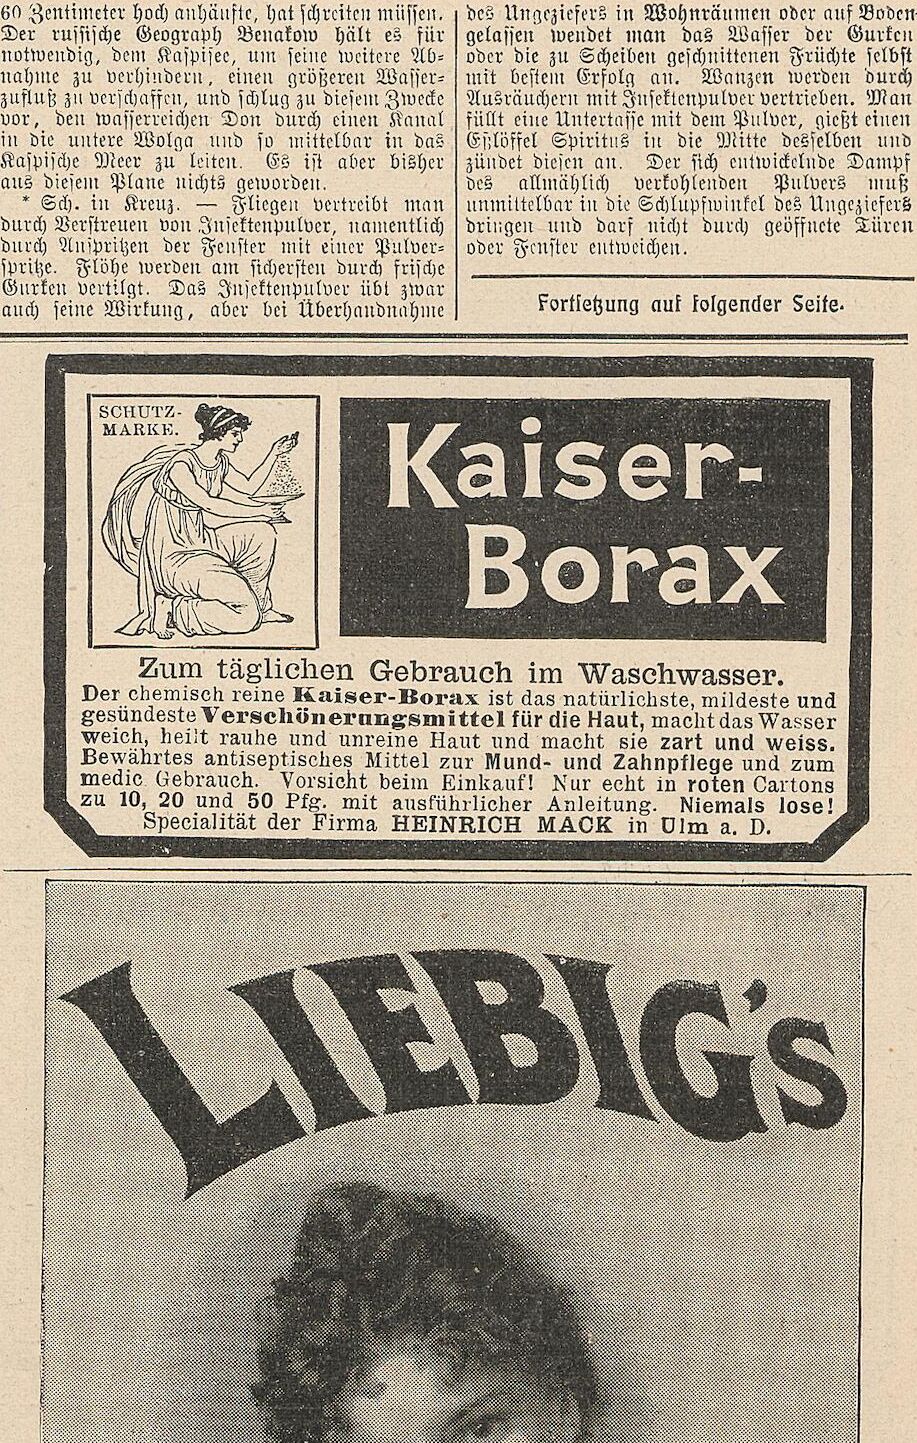 60 Zentimeter hoch anhäufte, hat schreiten müssen.
Der russische Geograph Benakow hält es für
notwendig, dem Kaspisee, um seine weitere Ab-
nahme zu verhindern, einen größeren Wasser-
zufluß zu verschaffen, und schlug zu diesem Zwecke
vor, den wasserreichen Don durch einen Kanal
in die untere Wolga und so mittelbar in das
Kaspische Meer zu leiten. Es ist aber bisher
aus diesem Plane nichts geworden.
* Sch. in Kreuz. — Fliegen vertreibt man
durch Verstreuen von Insektenpulver, namentlich
durch Anspritzen der Fenster mit einer Pulver-
spritze. Flöhe werden am sichersten durch frische
Gurken vertilgt. Das Insektenpulver übt zwar
auch seine Wirkung, aber bei Überhandnahme
des Ungeziefers in Wohnräumen oder auf Boden
gelassen wendet man das Wasser der Gurken
oder die zu Scheiben geschnittenen Früchte selbst
mit bestem Erfolg an. Wanzen werden durch
Ausräuchern mit Insektenpulver vertrieben. Man
füllt eine Untertasse mit dem Pulver, gießt einen
Eßlöffel Spiritus in die Mitte desselben und
zündet diesen an. Der sich entwickelnde Dampf
des allmählich verkohlenden Pulvers muß
unmittelbar in die Schlupfwinkel des Ungeziefers
dringen und darf nicht durch geöffnete Türen
oder Fenster entweichen.
Fortsetzung auf folgender Seite.
SCHUTZ-
MARKE.
Kaiser-
Borax
Zum täglichen Gebrauch im Waschwasser.
Der chemisch reine Kaiser-Borax ist das natürlichste, mildeste und
gesündeste Verschönerungsmittel für die Haut, macht das Wasser
weich, heilt rauhe und unreine Haut und macht sie zart und weiss.
Bewährtes antiseptisches Mittel zur Mund- und Zahnpflege und zum
medic. Gebrauch. Vorsicht beim Einkauf! Nur echt in roten Cartons
zu 10, 20 und 50 Pfg. mit ausführlicher Anleitung. Niemals lose!
Specialität der Firma HEINRICH MACK in Ulm a. D.
LIEBIG's